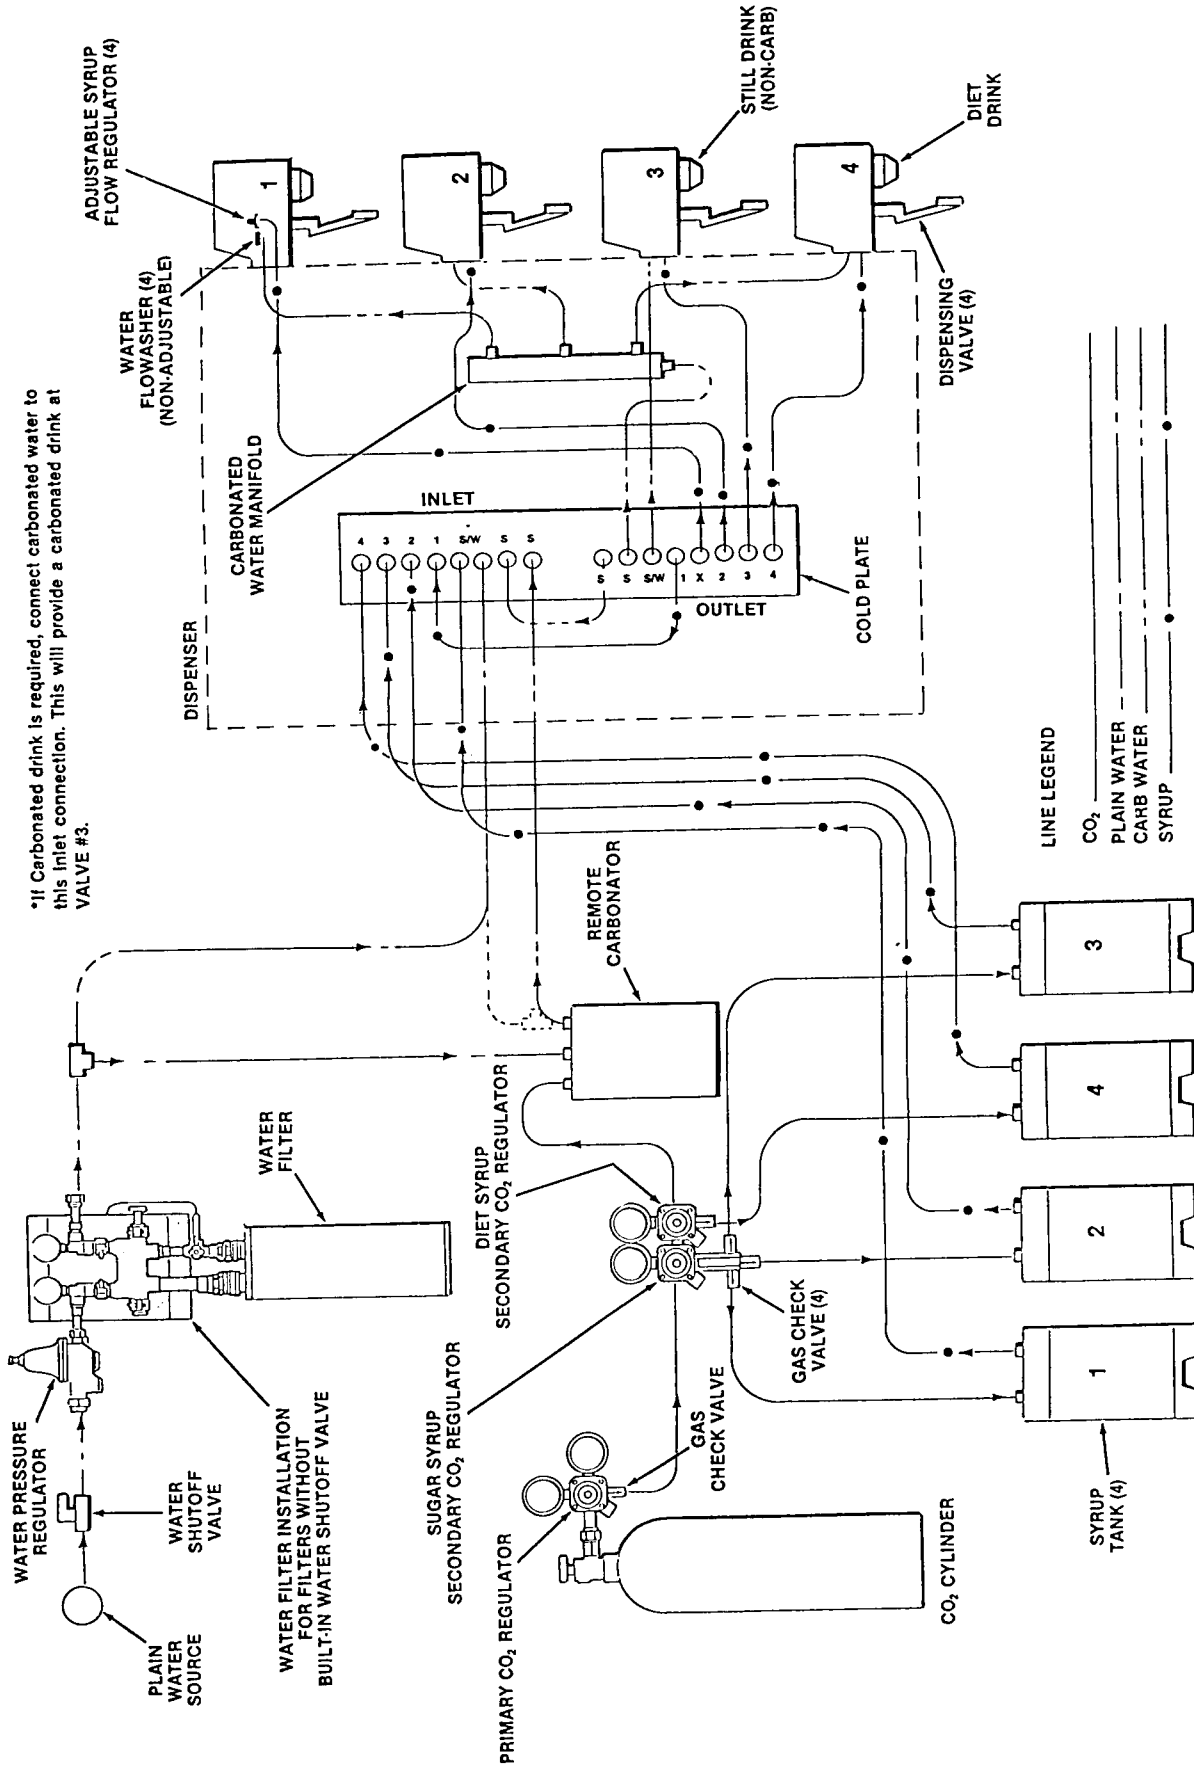 *If Carbonated drink is required, connect carbonated water to
this inlet connection. This will provide a carbonated drink at
VALVE #3.
ADJUSTABLE SYRUP
FLOW REGULATOR (4)
WATER
FLOWASHER (4)
(NON-ADJUSTABLE)
1
2
3
4
STILL DRINK
(NON-CARB)
DIET
DRINK
DISPENSING
VALVE (4)
CARBONATED
WATER MANIFOLD
DISPENSER
INLET
4
3
2
1
S/W
S
S
S
S
S/W
1
X
2
3
4
OUTLET
COLD PLATE
WATER PRESSURE
REGULATOR
WATER
SHUTOFF
VALVE
PLAIN
WATER
SOURCE
WATER FILTER INSTALLATION
FOR FILTERS WITHOUT
BUILT-IN WATER SHUTOFF VALVE
WATER
FILTER
REMOTE
CARBONATOR
DIET SYRUP
SECONDARY CO₂ REGULATOR
SUGAR SYRUP
SECONDARY CO₂ REGULATOR
GAS CHECK
VALVE (4)
GAS
CHECK VALVE
PRIMARY CO₂ REGULATOR
CO₂ CYLINDER
SYRUP
TANK (4)
1
2
4
3
LINE LEGEND
CO₂
PLAIN WATER
CARB WATER
SYRUP